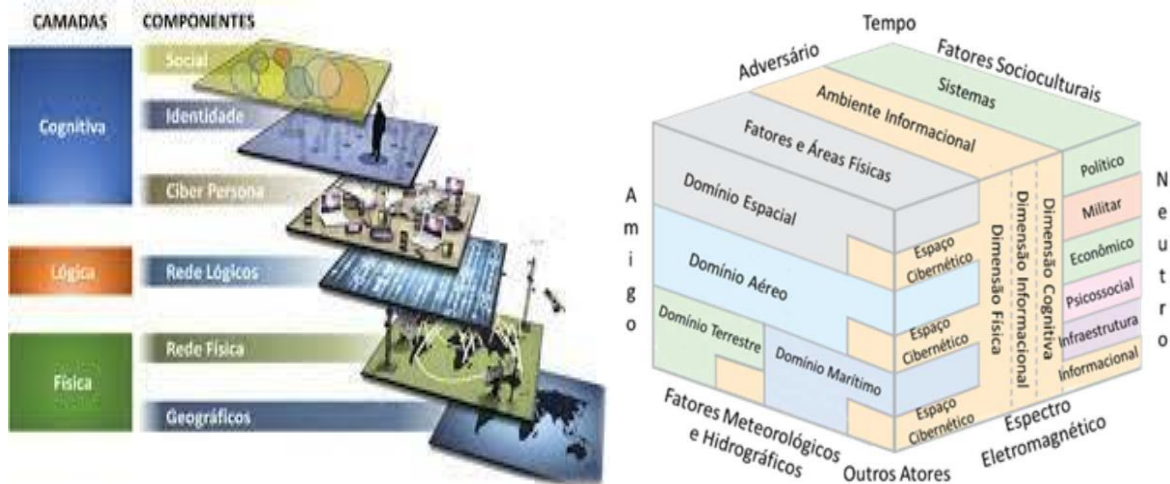 CAMADAS
COMPONENTES
Cognitiva
Social
Identidade
Ciber Persona
Lógica
Rede Lógicos
Física
Rede Física
Geográficos
Tempo
Adversário
Fatores Socioculturais
Sistemas
Ambiente Informacional
Fatores e Áreas Físicas
Amigo
Domínio Espacial
Domínio Aéreo
Domínio Terrestre
Domínio Marítimo
Espaço
Cibernético
Espaço
Cibernético
Espaço
Cibernético
Dimensão Física
Dimensão Informacional
Dimensão Cognitiva
Político
Militar
Econômico
Psicossocial
Infraestrutura
Informacional
Neutro
Fatores Meteorológicos
e Hidrográficos
Outros Atores
Espectro
Eletromagnético